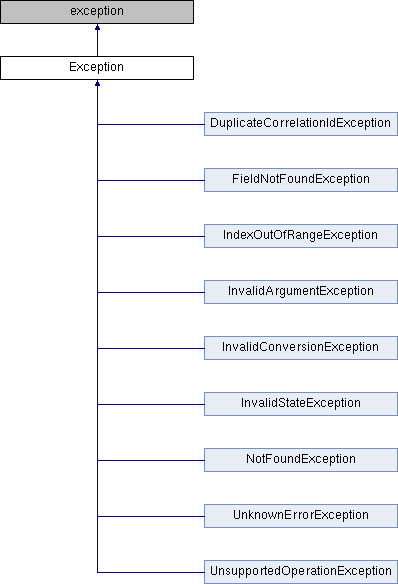 exception
Exception
DuplicateCorrelationIdException
FieldNotFoundException
IndexOutOfRangeException
InvalidArgumentException
InvalidConversionException
InvalidStateException
NotFoundException
UnknownErrorException
UnsupportedOperationException